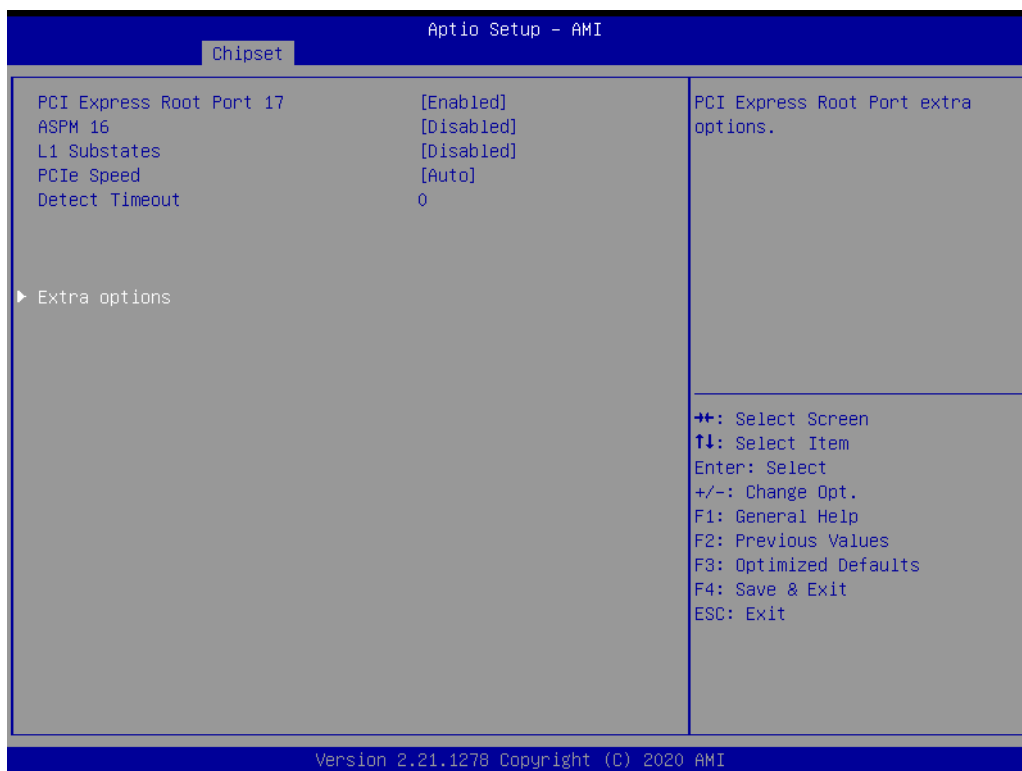 Aptio Setup – AMI
Chipset
PCI Express Root Port 17 [Enabled]
ASPM 16 [Disabled]
L1 Substates [Disabled]
PCIe Speed [Auto]
Detect Timeout 0
▶ Extra options
PCI Express Root Port extra
options.
→←: Select Screen
↑↓: Select Item
Enter: Select
+/-: Change Opt.
F1: General Help
F2: Previous Values
F3: Optimized Defaults
F4: Save & Exit
ESC: Exit
Version 2.21.1278 Copyright (C) 2020 AMI